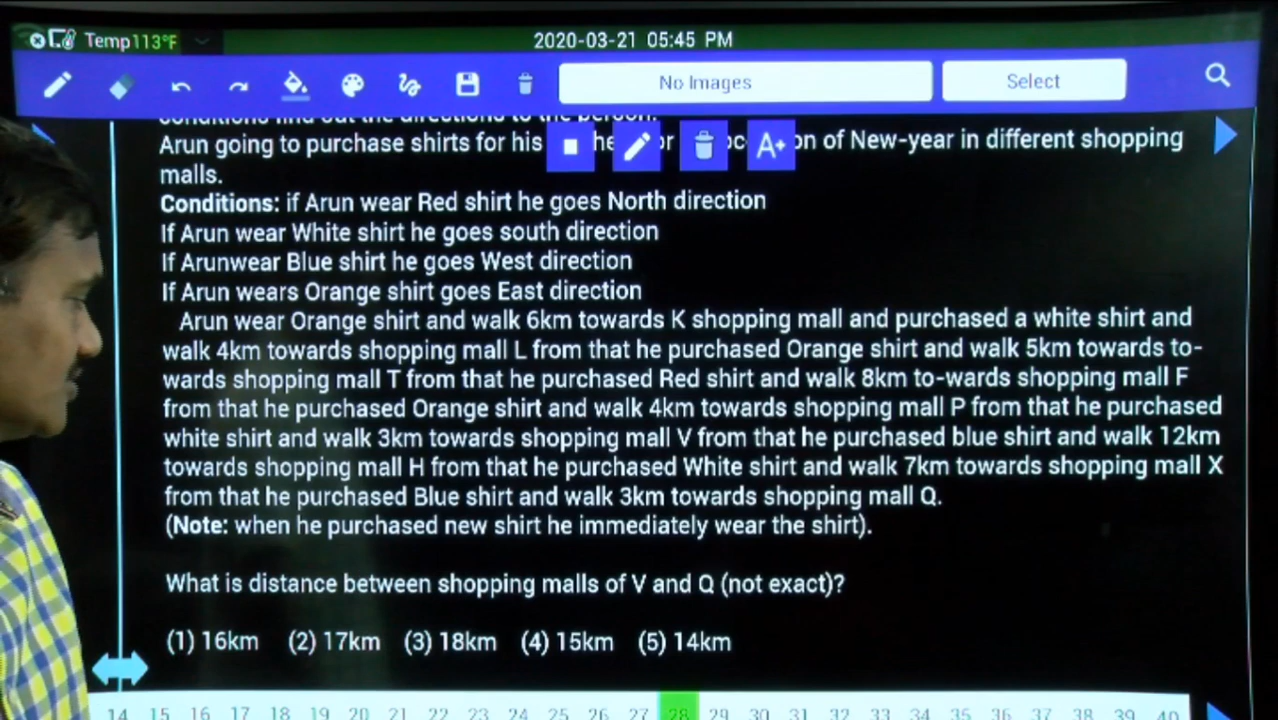 Temp113°F
2020-03-21 05:45 PM
No Images
Select
conditions find out the directions to the person.
Arun going to purchase shirts for his of New-year in different shopping
malls.
Conditions: if Arun wear Red shirt he goes North direction
If Arun wear White shirt he goes south direction
If Arunwear Blue shirt he goes West direction
If Arun wears Orange shirt goes East direction
Arun wear Orange shirt and walk 6km towards K shopping mall and purchased a white shirt and
walk 4km towards shopping mall L from that he purchased Orange shirt and walk 5km towards to-
wards shopping mall T from that he purchased Red shirt and walk 8km to-wards shopping mall F
from that he purchased Orange shirt and walk 4km towards shopping mall P from that he purchased
white shirt and walk 3km towards shopping mall V from that he purchased blue shirt and walk 12km
towards shopping mall H from that he purchased White shirt and walk 7km towards shopping mall X
from that he purchased Blue shirt and walk 3km towards shopping mall Q.
(Note: when he purchased new shirt he immediately wear the shirt).
What is distance between shopping malls of V and Q (not exact)?
(1) 16km (2) 17km (3) 18km (4) 15km (5) 14km
14 15 16 17 18 19 20 21 22 23 24 25 26 27 28 29 30 31 32 33 34 35 36 37 38 39 40